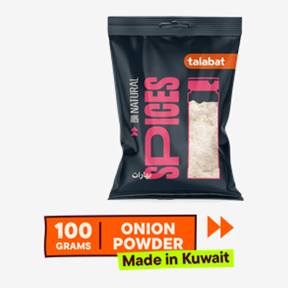 talabat
100% NATURAL
SPICES
بهارات
100 GRAMS
ONION POWDER
Made in Kuwait